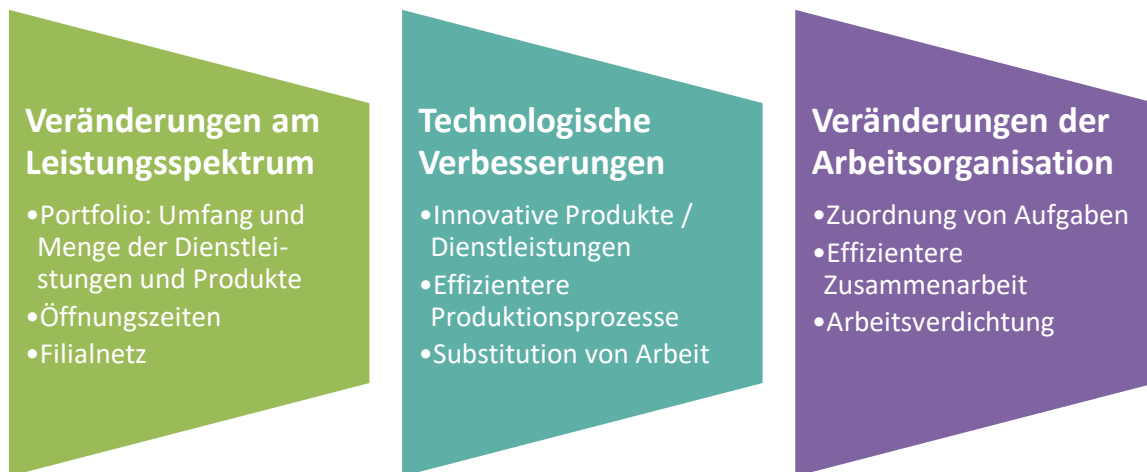 Veränderungen am
Leistungsspektrum
•Portfolio: Umfang und
Menge der Dienstlei-
stungen und Produkte
•Öffnungszeiten
•Filialnetz
Technologische
Verbesserungen
•Innovative Produkte /
Dienstleistungen
•Effizientere
Produktionsprozesse
•Substitution von Arbeit
Veränderungen der
Arbeitsorganisation
•Zuordnung von Aufgaben
•Effizientere
Zusammenarbeit
•Arbeitsverdichtung